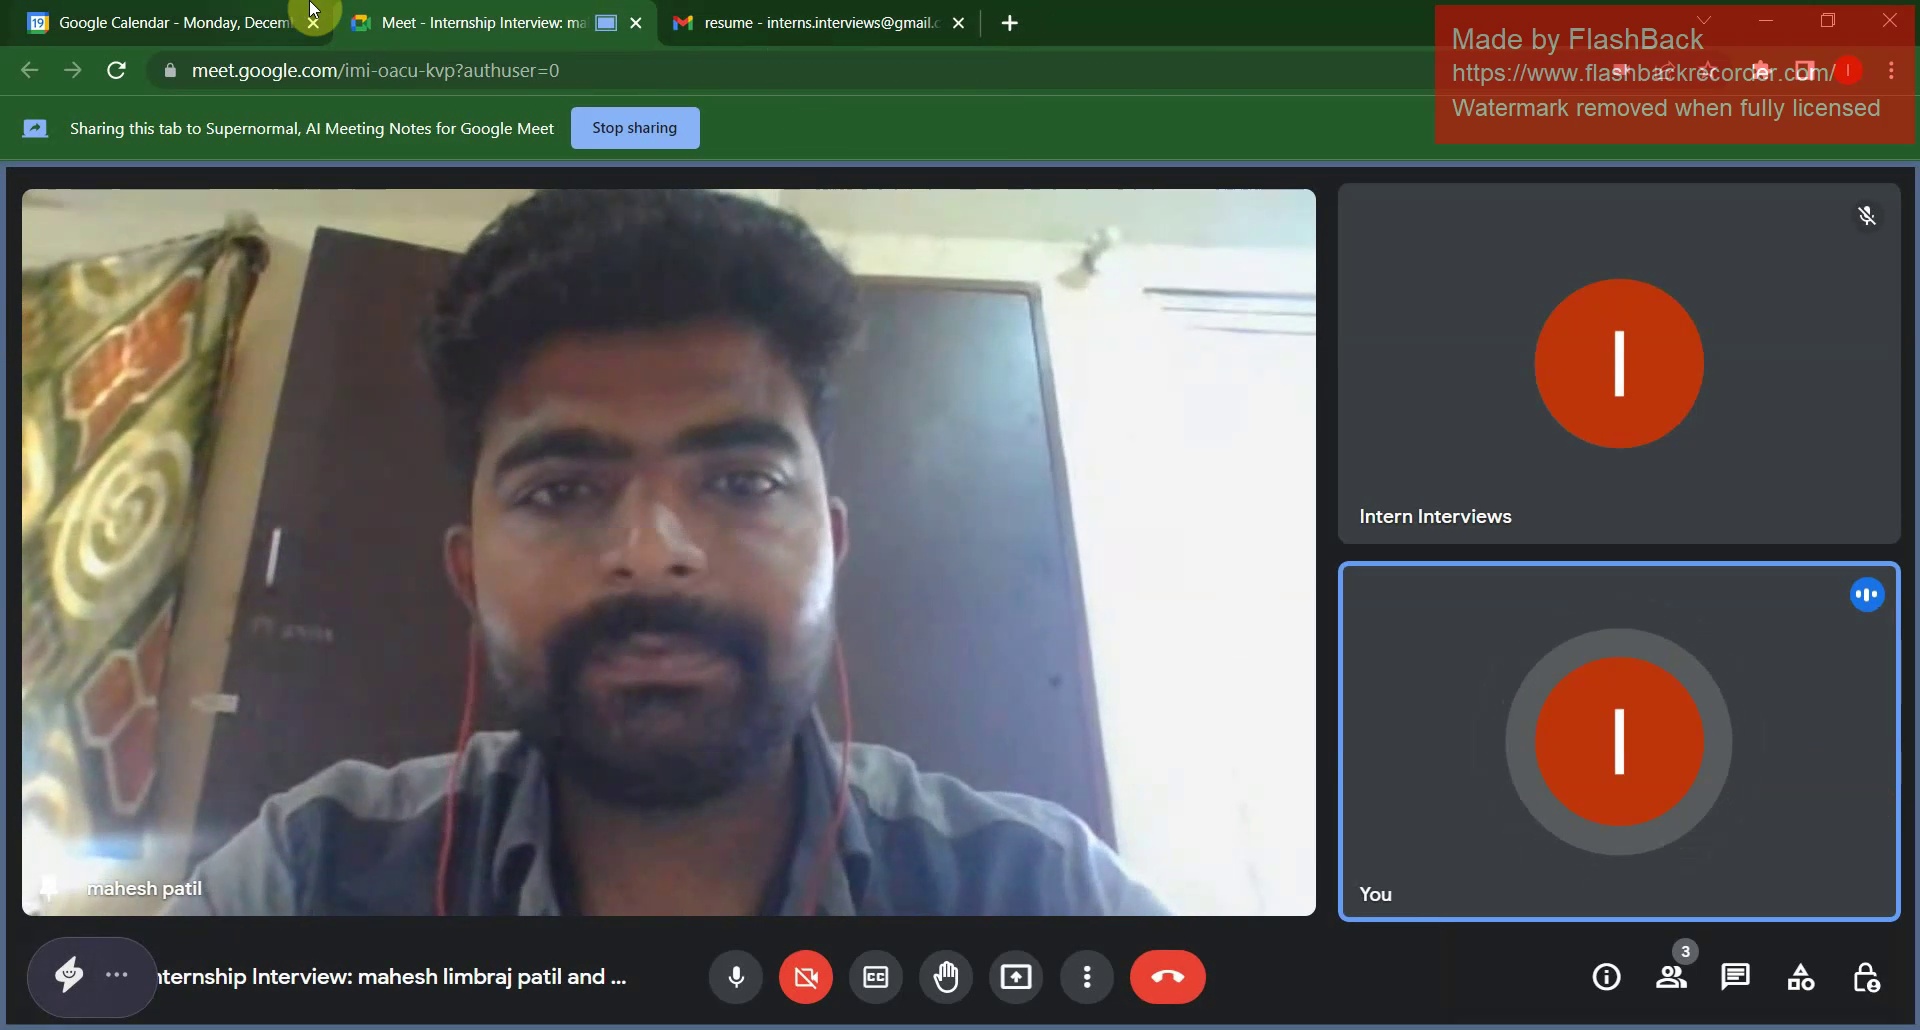 Google Calendar - Monday, Decem
Meet - Internship Interview: ma
resume - interns.interviews@gmail.c
meet.google.com/imi-oacu-kvp?authuser=0
Made by FlashBack
https://www.flashbackrecorder.com/
Watermark removed when fully licensed
Sharing this tab to Supernormal, AI Meeting Notes for Google Meet
Stop sharing
I
Intern Interviews
I
You
mahesh patil
nternship Interview: mahesh limbraj patil and ...
3